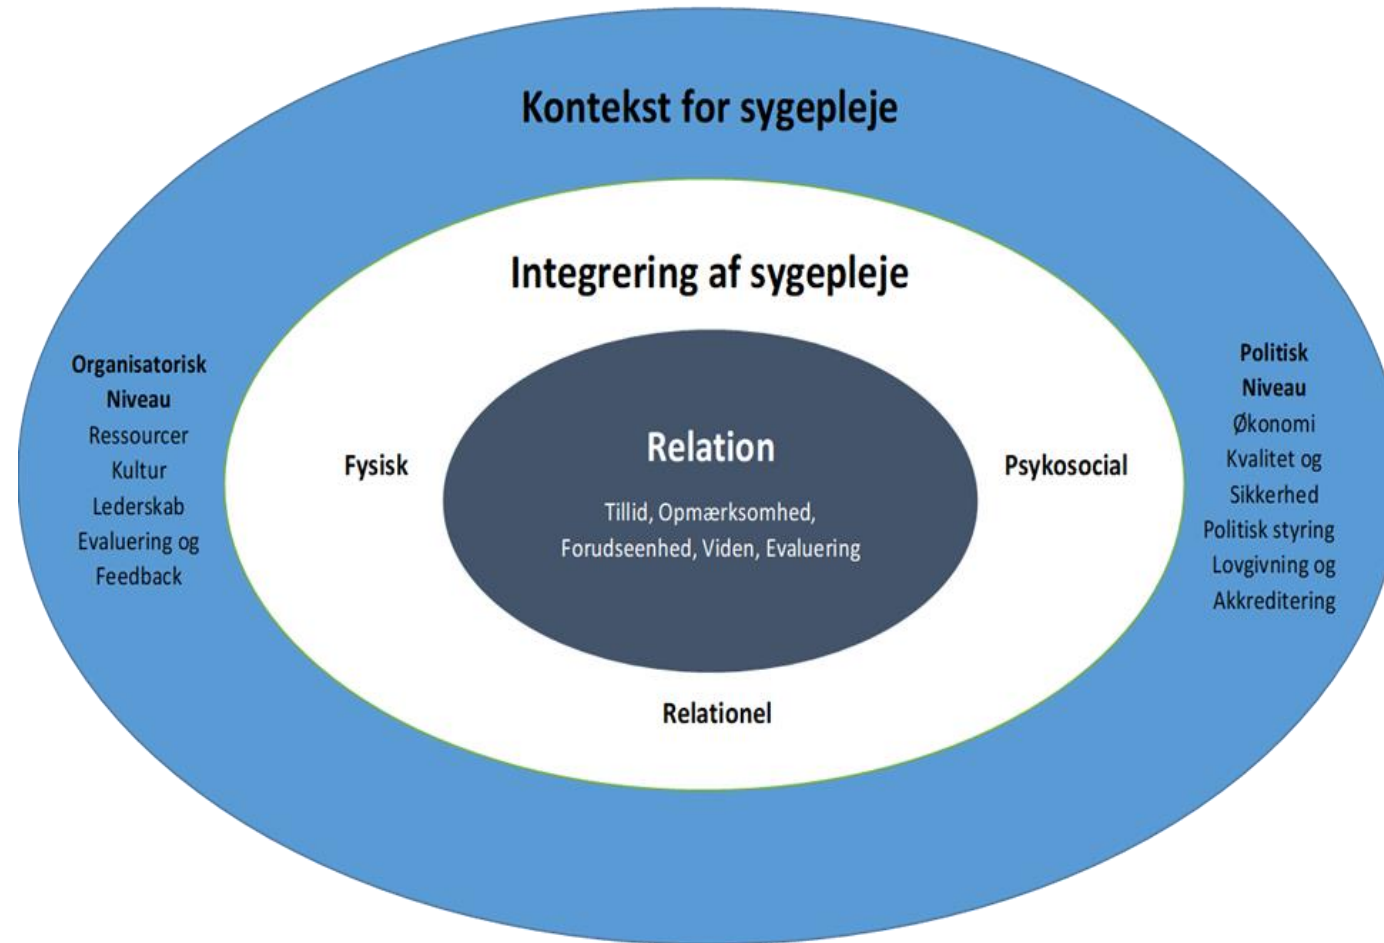 Kontekst for sygepleje
Integrering af sygepleje
Organisatorisk
Niveau
Ressourcer
Kultur
Lederskab
Evaluering og
Feedback
Fysisk
Relation
Tillid, Opmærksomhed,
Forudseenhed, Viden, Evaluering
Psykosocial
Relationel
Politisk
Niveau
Økonomi
Kvalitet og
Sikkerhed
Politisk styring
Lovgivning og
Akkreditering